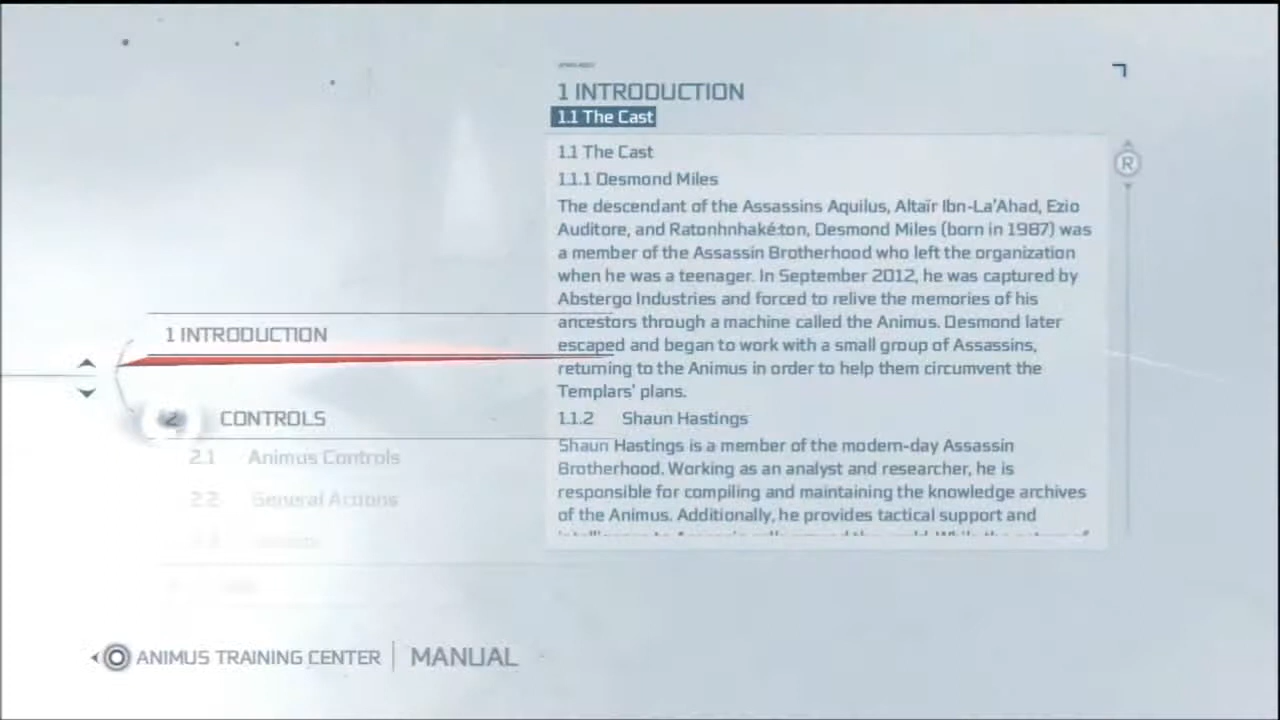 1 INTRODUCTION
1.1 The Cast
1.1 The Cast
1.1.1 Desmond Miles
The descendant of the Assassins Aquilus, Altaïr Ibn-La'Ahad, Ezio
Auditore, and Ratonhnhaké:ton, Desmond Miles (born in 1987) was
a member of the Assassin Brotherhood who left the organization
when he was a teenager. In September 2012, he was captured by
Abstergo Industries and forced to relive the memories of his
ancestors through a machine called the Animus. Desmond later
escaped and began to work with a small group of Assassins,
returning to the Animus in order to help them circumvent the
Templars' plans.
1.1.2 Shaun Hastings
Shaun Hastings is a member of the modern-day Assassin
Brotherhood. Working as an analyst and researcher, he is
responsible for compiling and maintaining the knowledge archives
of the Animus. Additionally, he provides tactical support and
R
1 INTRODUCTION
2 CONTROLS
2.1 Animus Controls
2.2 General Actions
ANIMUS TRAINING CENTER | MANUAL